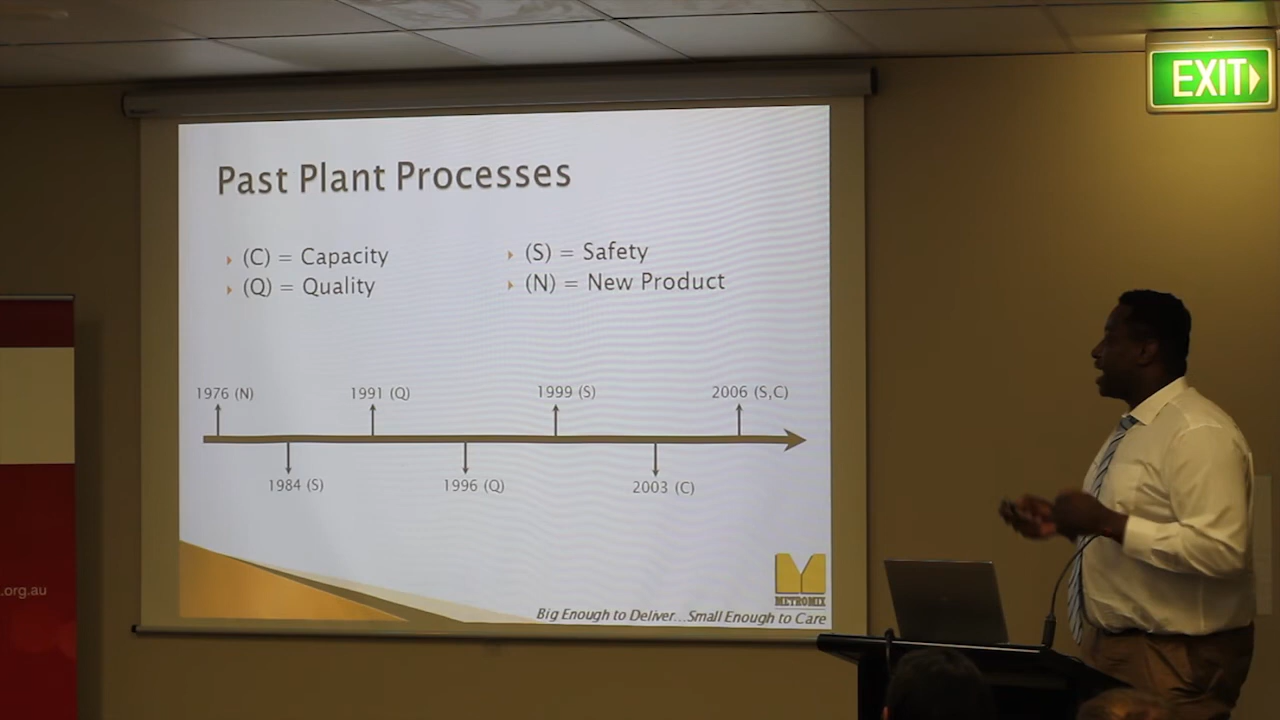 EXIT
Past Plant Processes
(C) = Capacity
(Q) = Quality
(S) = Safety
(N) = New Product
1976 (N)
1991 (Q)
1999 (S)
2006 (S,C)
1984 (S)
1996 (Q)
2003 (C)
METROMIX
Big Enough to Deliver...Small Enough to Care
.org.au